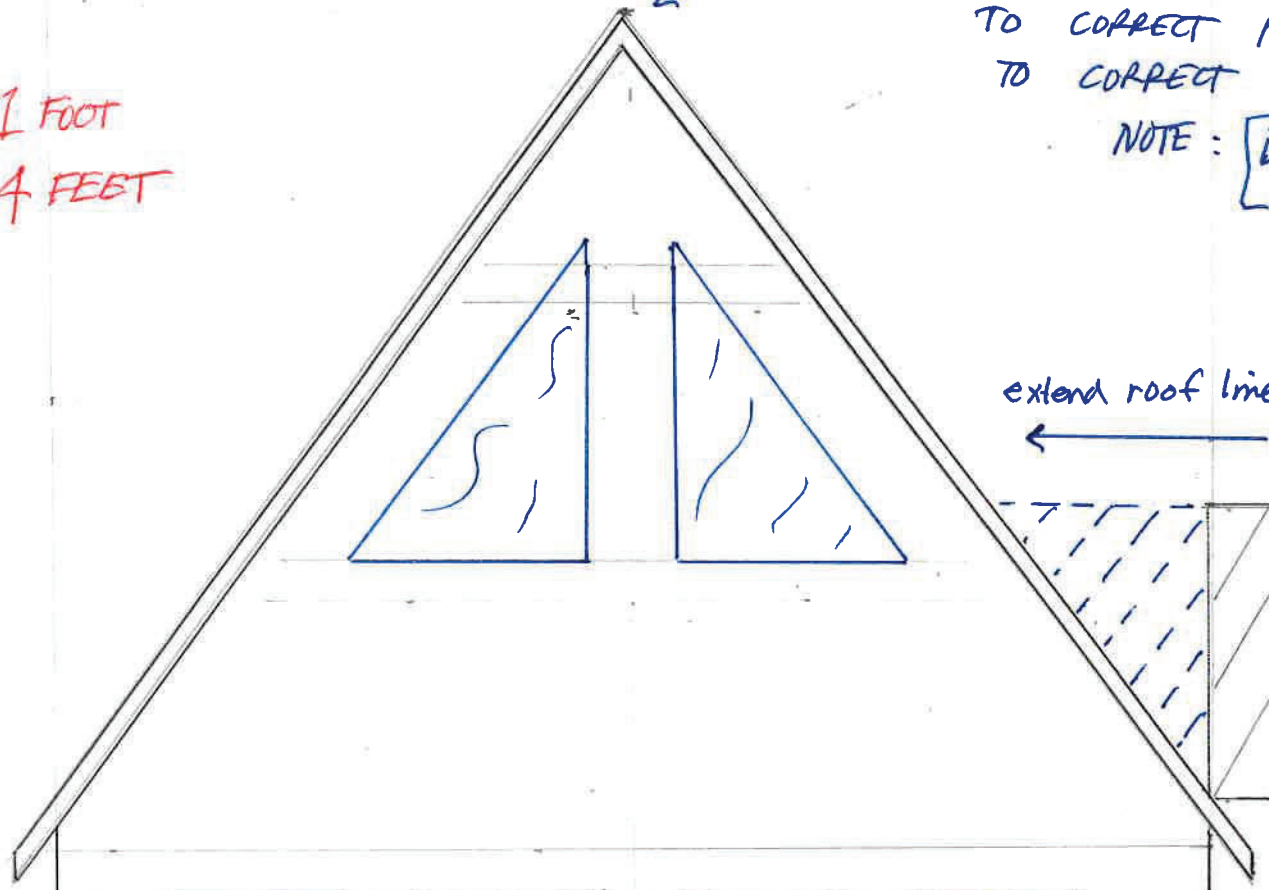 1 FOOT
4 FEET
TO CORRECT
TO CORRECT
NOTE :
extend roof line